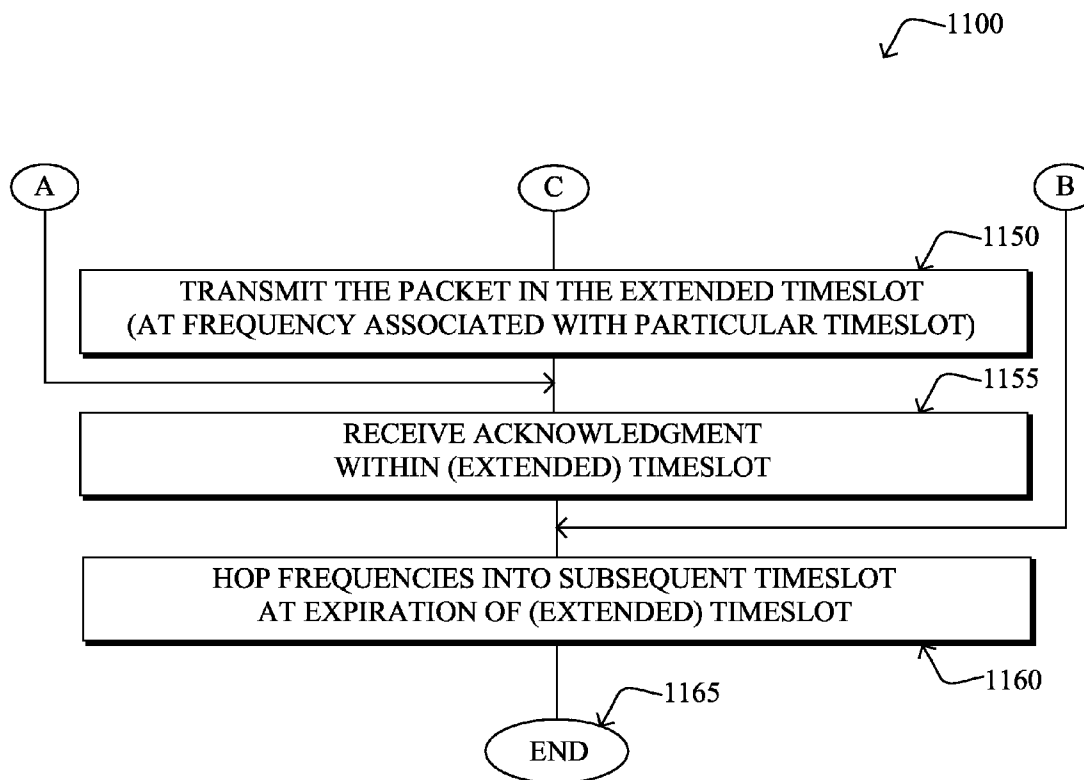 1100
A
C
B
1150
TRANSMIT THE PACKET IN THE EXTENDED TIMESLOT
(AT FREQUENCY ASSOCIATED WITH PARTICULAR TIMESLOT)
1155
RECEIVE ACKNOWLEDGMENT
WITHIN (EXTENDED) TIMESLOT
HOP FREQUENCIES INTO SUBSEQUENT TIMESLOT
AT EXPIRATION OF (EXTENDED) TIMESLOT
1160
1165
END